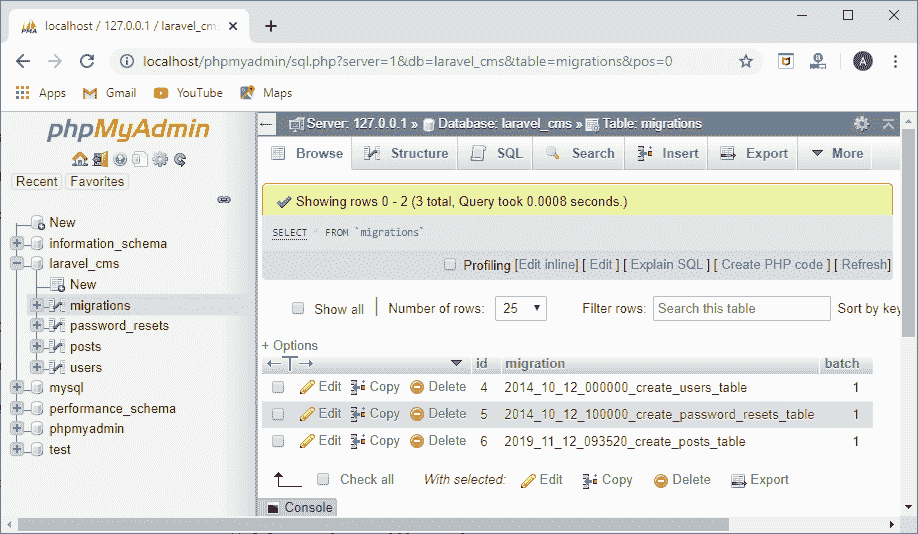 localhost / 127.0.0.1 / laravel_cms
localhost/phpmyadmin/sql.php?server=1&db=laravel_cms&table=migrations&pos=0
A
Apps Gmail YouTube Maps
phpMyAdmin
Recent Favorites
New
information_schema
laravel_cms
New
migrations
password_resets
posts
users
mysql
performance_schema
phpmyadmin
test
Server: 127.0.0.1 » Database: laravel_cms » Table: migrations
Browse Structure SQL Search Insert Export More
Showing rows 0 - 2 (3 total, Query took 0.0008 seconds.)
SELECT * FROM `migrations`
Profiling [Edit inline] [ Edit ] [ Explain SQL ] [ Create PHP code ] [ Refresh]
Show all Number of rows: 25 Filter rows: Search this table Sort by key
+ Options
←T→ id migration batch
Edit Copy Delete 4 2014_10_12_000000_create_users_table 1
Edit Copy Delete 5 2014_10_12_100000_create_password_resets_table 1
Edit Copy Delete 6 2019_11_12_093520_create_posts_table 1
Check all With selected: Edit Copy Delete Export
Console